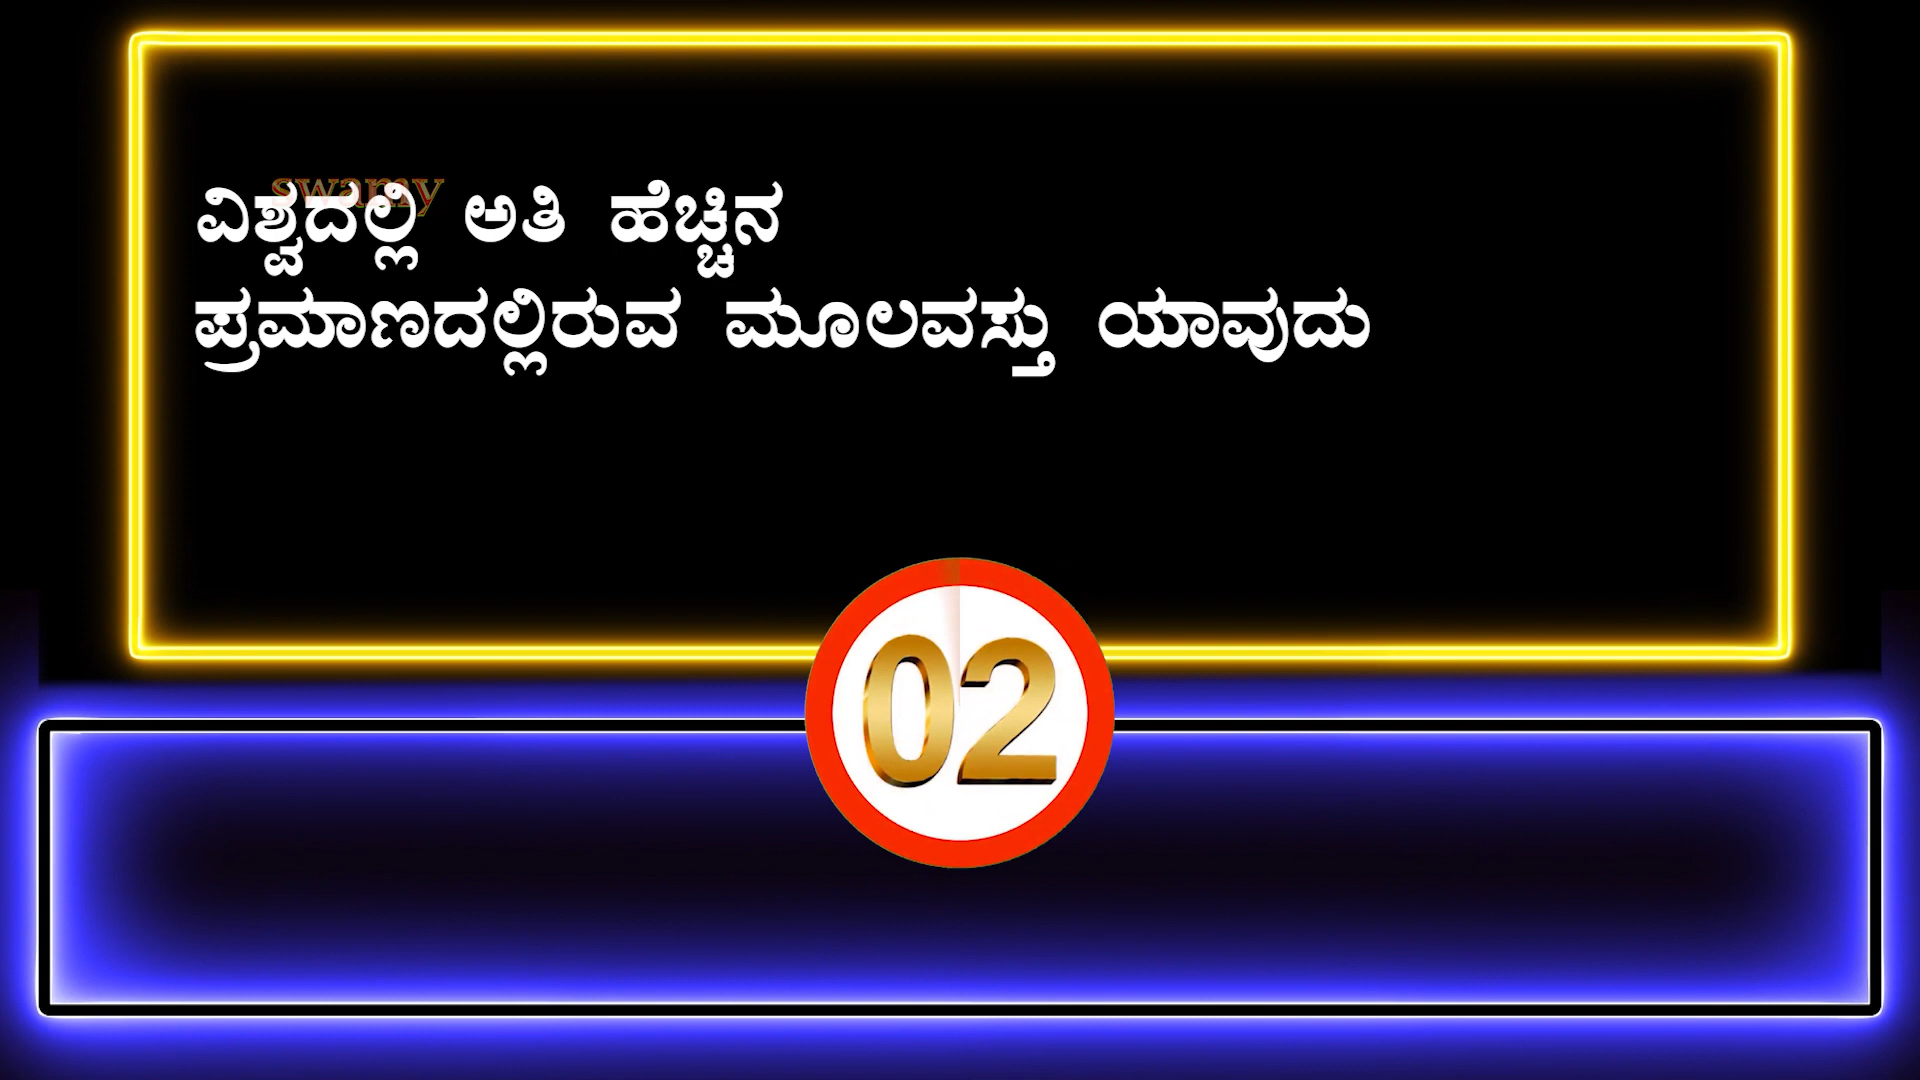 swamy
ವಿಶ್ವದಲ್ಲಿ ಅತಿ ಹೆಚ್ಚಿನ
ಪ್ರಮಾಣದಲ್ಲಿರುವ ಮೂಲವಸ್ತು ಯಾವುದು
02